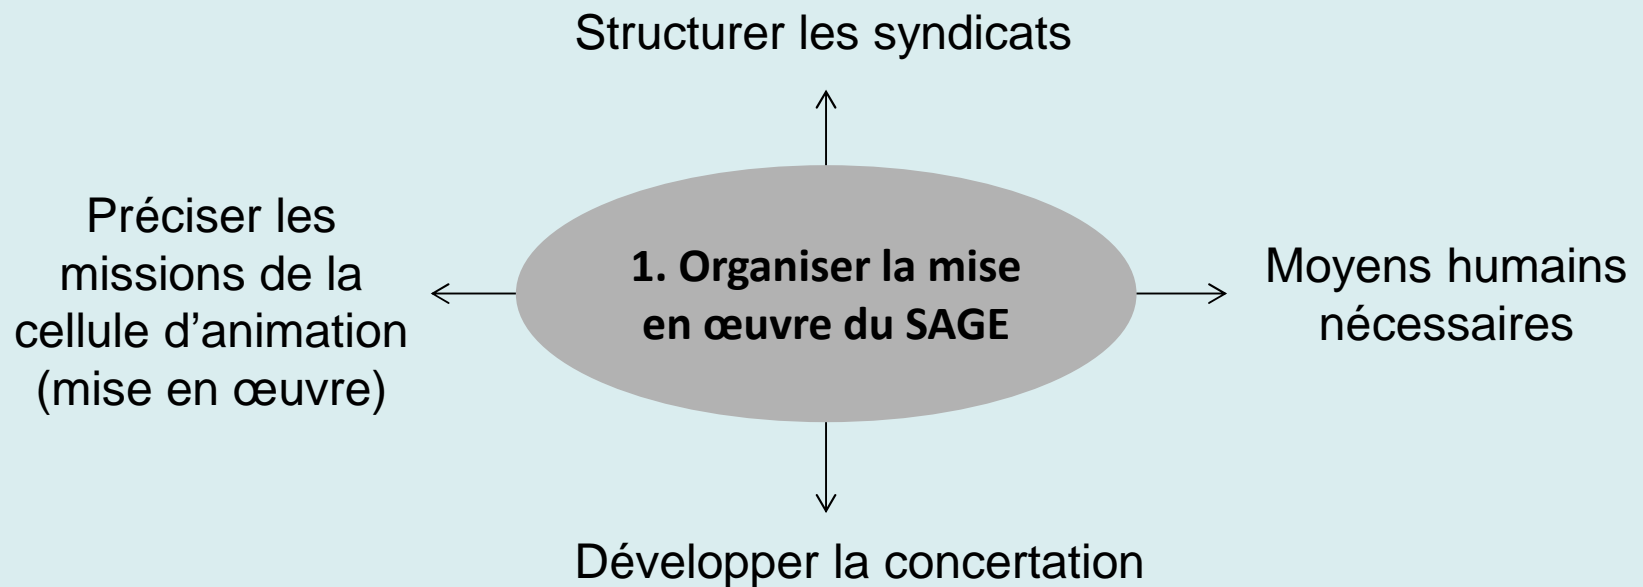 Structurer les syndicats
Préciser les
missions de la
cellule d’animation
(mise en œuvre)
1. Organiser la mise
en œuvre du SAGE
Moyens humains
nécessaires
Développer la concertation